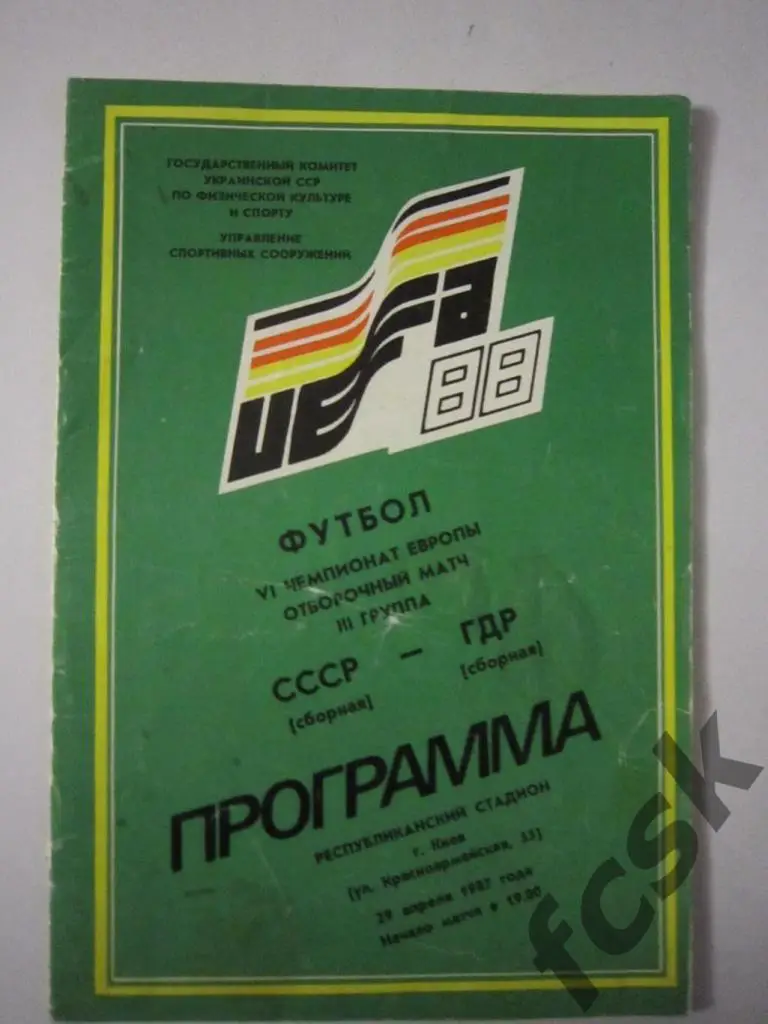 ГОСУДАРСТВЕННЫЙ КОМИТЕТ
УКРАИНСКОЙ ССР
ПО ФИЗИЧЕСКОЙ КУЛЬТУРЕ
И СПОРТУ
УПРАВЛЕНИЕ
СПОРТИВНЫХ СООРУЖЕНИЙ
UEFA
88
ФУТБОЛ
VI ЧЕМПИОНАТ ЕВРОПЫ
ОТБОРОЧНЫЙ МАТЧ
III ГРУППА
СССР — ГДР
[сборная] [сборная]
ПРОГРАММА
РЕСПУБЛИКАНСКИЙ СТАДИОН
г. Киев
(ул. Красноармейская, 55)
29 апреля 1987 года
Начало матча в 19.00
fcsk